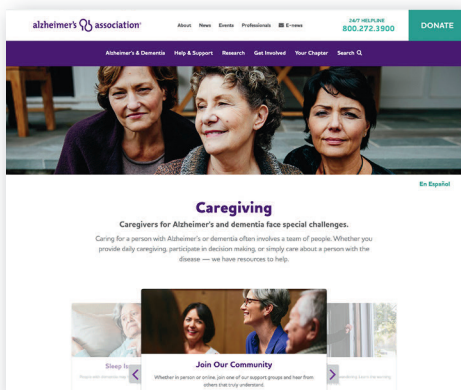 alzheimer's association®
About News Events Professionals E-news
24/7 HELPLINE
800.272.3900
DONATE
Alzheimer's & Dementia Help & Support Research Get Involved Your Chapter Search
En Español
Caregiving
Caregivers for Alzheimer's and dementia face special challenges.
Caring for a person with Alzheimer's or dementia often involves a team of people. Whether you
provide daily caregiving, participate in decision making, or simply care about a person with the
disease — we have resources to help.
Sleep
Join Our Community
Whether in person or online, join one of our support groups and hear from
others that truly understand.